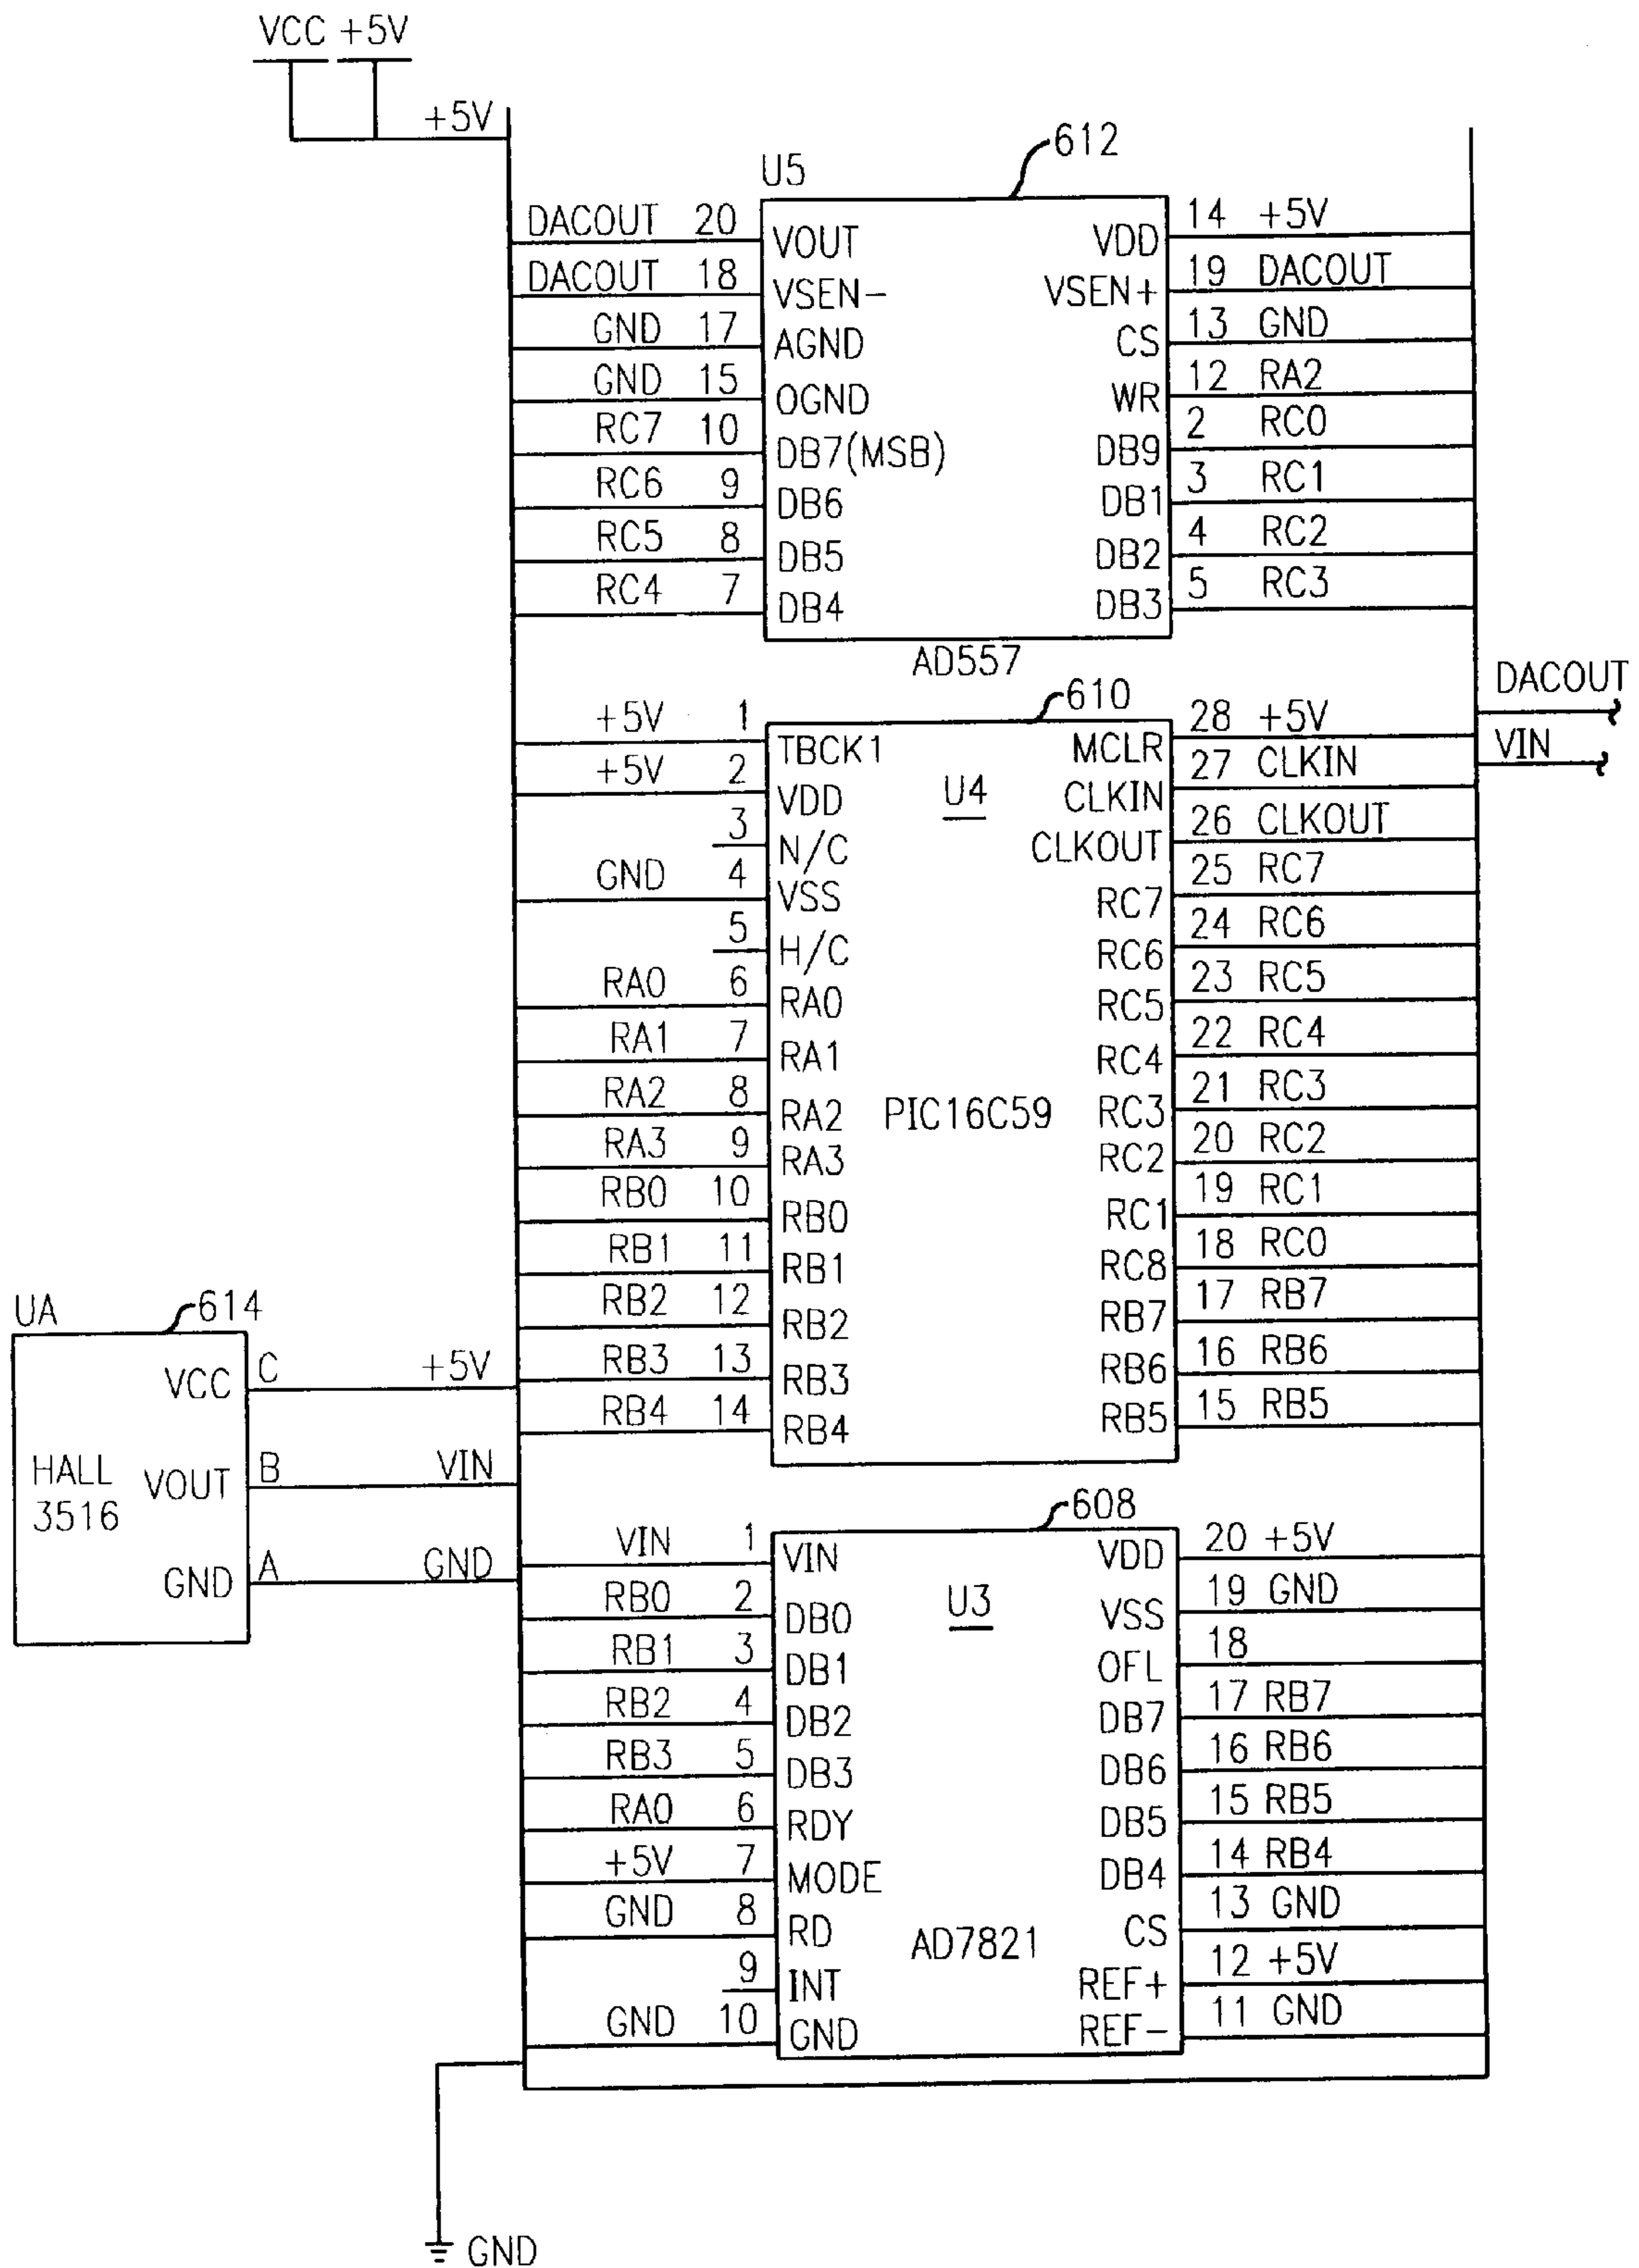 VCC +5V
+5V
612
U5
DACOUT 20 VOUT VDD 14 +5V
DACOUT 18 VSEN- VSEN+ 19 DACOUT
GND 17 AGND CS 13 GND
GND 15 OGND WR 12 RA2
RC7 10 DB7(MSB) DB9 2 RC0
RC6 9 DB6 DB1 3 RC1
RC5 8 DB5 DB2 4 RC2
RC4 7 DB4 DB3 5 RC3
AD557
DACOUT
VIN
610
U4
+5V 1 TBCK1 MCLR 28 +5V
+5V 2 VDD CLKIN 27 CLKIN
3 N/C CLKOUT 26 CLKOUT
GND 4 VSS RC7 25 RC7
5 H/C RC6 24 RC6
RA0 6 RA0 RC5 23 RC5
RA1 7 RA1 RC4 22 RC4
RA2 8 RA2 PIC16C59 RC3 21 RC3
RA3 9 RA3 RC2 20 RC2
RB0 10 RB0 RC1 19 RC1
RB1 11 RB1 RC8 18 RC0
RB2 12 RB2 RB7 17 RB7
RB3 13 RB3 RB6 16 RB6
RB4 14 RB4 RB5 15 RB5
UA 614
VCC C +5V
HALL
3516
VOUT B VIN
GND A GND
608
U3
VIN 1 VIN VDD 20 +5V
RB0 2 DB0 VSS 19 GND
RB1 3 DB1 OFL 18
RB2 4 DB2 DB7 17 RB7
RB3 5 DB3 DB6 16 RB6
RA0 6 RDY DB5 15 RB5
+5V 7 MODE DB4 14 RB4
GND 8 RD AD7821 CS 13 GND
9 INT REF+ 12 +5V
GND 10 GND REF- 11 GND
GND